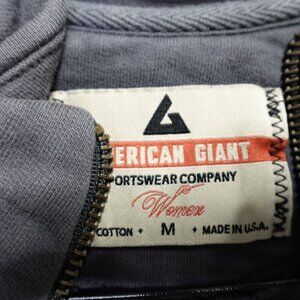 ERICAN GIANT
PORTSWEAR COMPANY
Women
COTTON · M · MADE IN U.S.A.